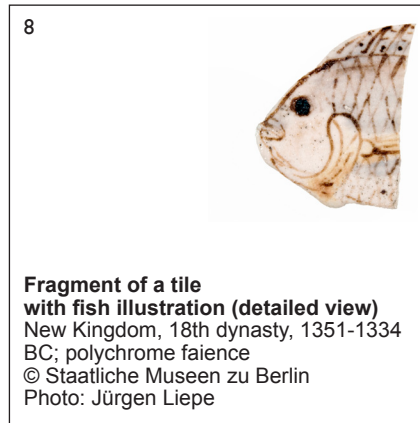 8
Fragment of a tile
with fish illustration (detailed view)
New Kingdom, 18th dynasty, 1351-1334
BC; polychrome faience
© Staatliche Museen zu Berlin
Photo: Jürgen Liepe